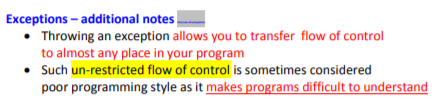 Exceptions – additional notes
• Throwing an exception allows you to transfer flow of control
to almost any place in your program
• Such un-restricted flow of control is sometimes considered
poor programming style as it makes programs difficult to understand